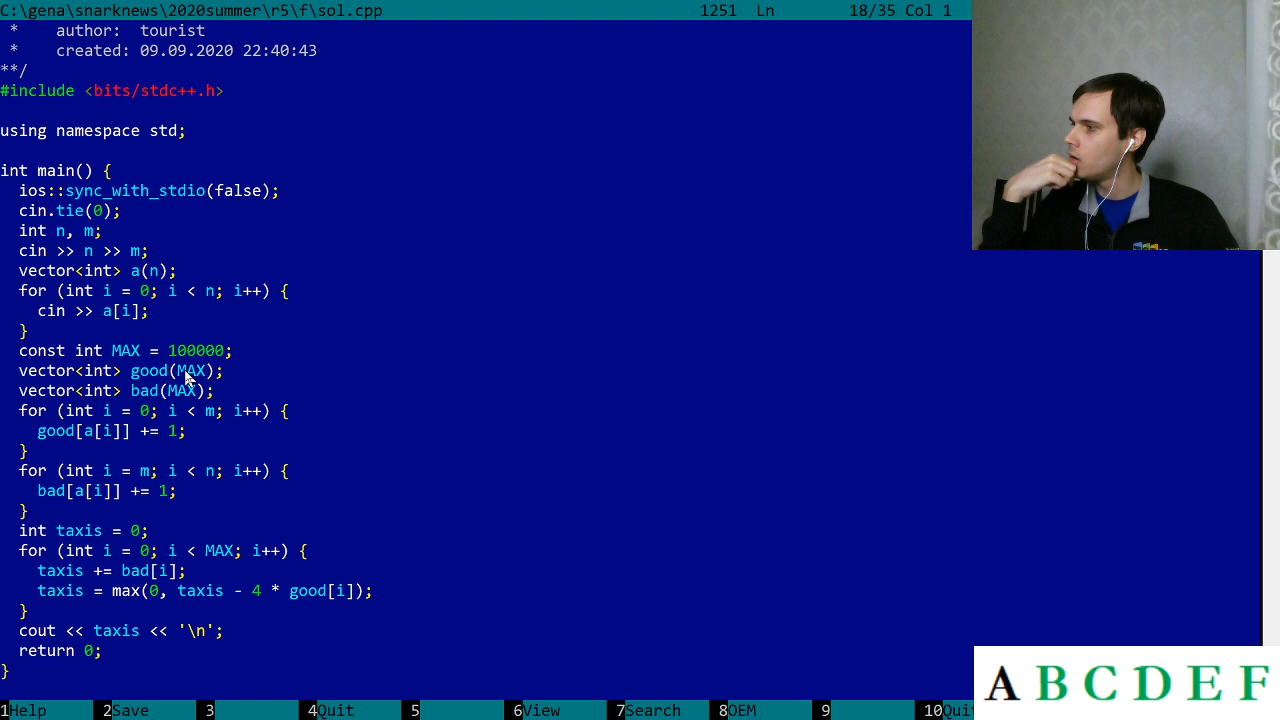 C:\gena\snarknews\2020summer\r5\f\sol.cpp 1251 Ln 18/35 Col 1
 *    author:  tourist
 *    created: 09.09.2020 22:40:43
**/
#include <bits/stdc++.h>

using namespace std;

int main() {
  ios::sync_with_stdio(false);
  cin.tie(0);
  int n, m;
  cin >> n >> m;
  vector<int> a(n);
  for (int i = 0; i < n; i++) {
    cin >> a[i];
  }
  const int MAX = 100000;
  vector<int> good(MAX);
  vector<int> bad(MAX);
  for (int i = 0; i < m; i++) {
    good[a[i]] += 1;
  }
  for (int i = m; i < n; i++) {
    bad[a[i]] += 1;
  }
  int taxis = 0;
  for (int i = 0; i < MAX; i++) {
    taxis += bad[i];
    taxis = max(0, taxis - 4 * good[i]);
  }
  cout << taxis << '\n';
  return 0;
}
A B C D E F
1Help 2Save 3 4Quit 5 6View 7Search 8OEM 9 10Quit